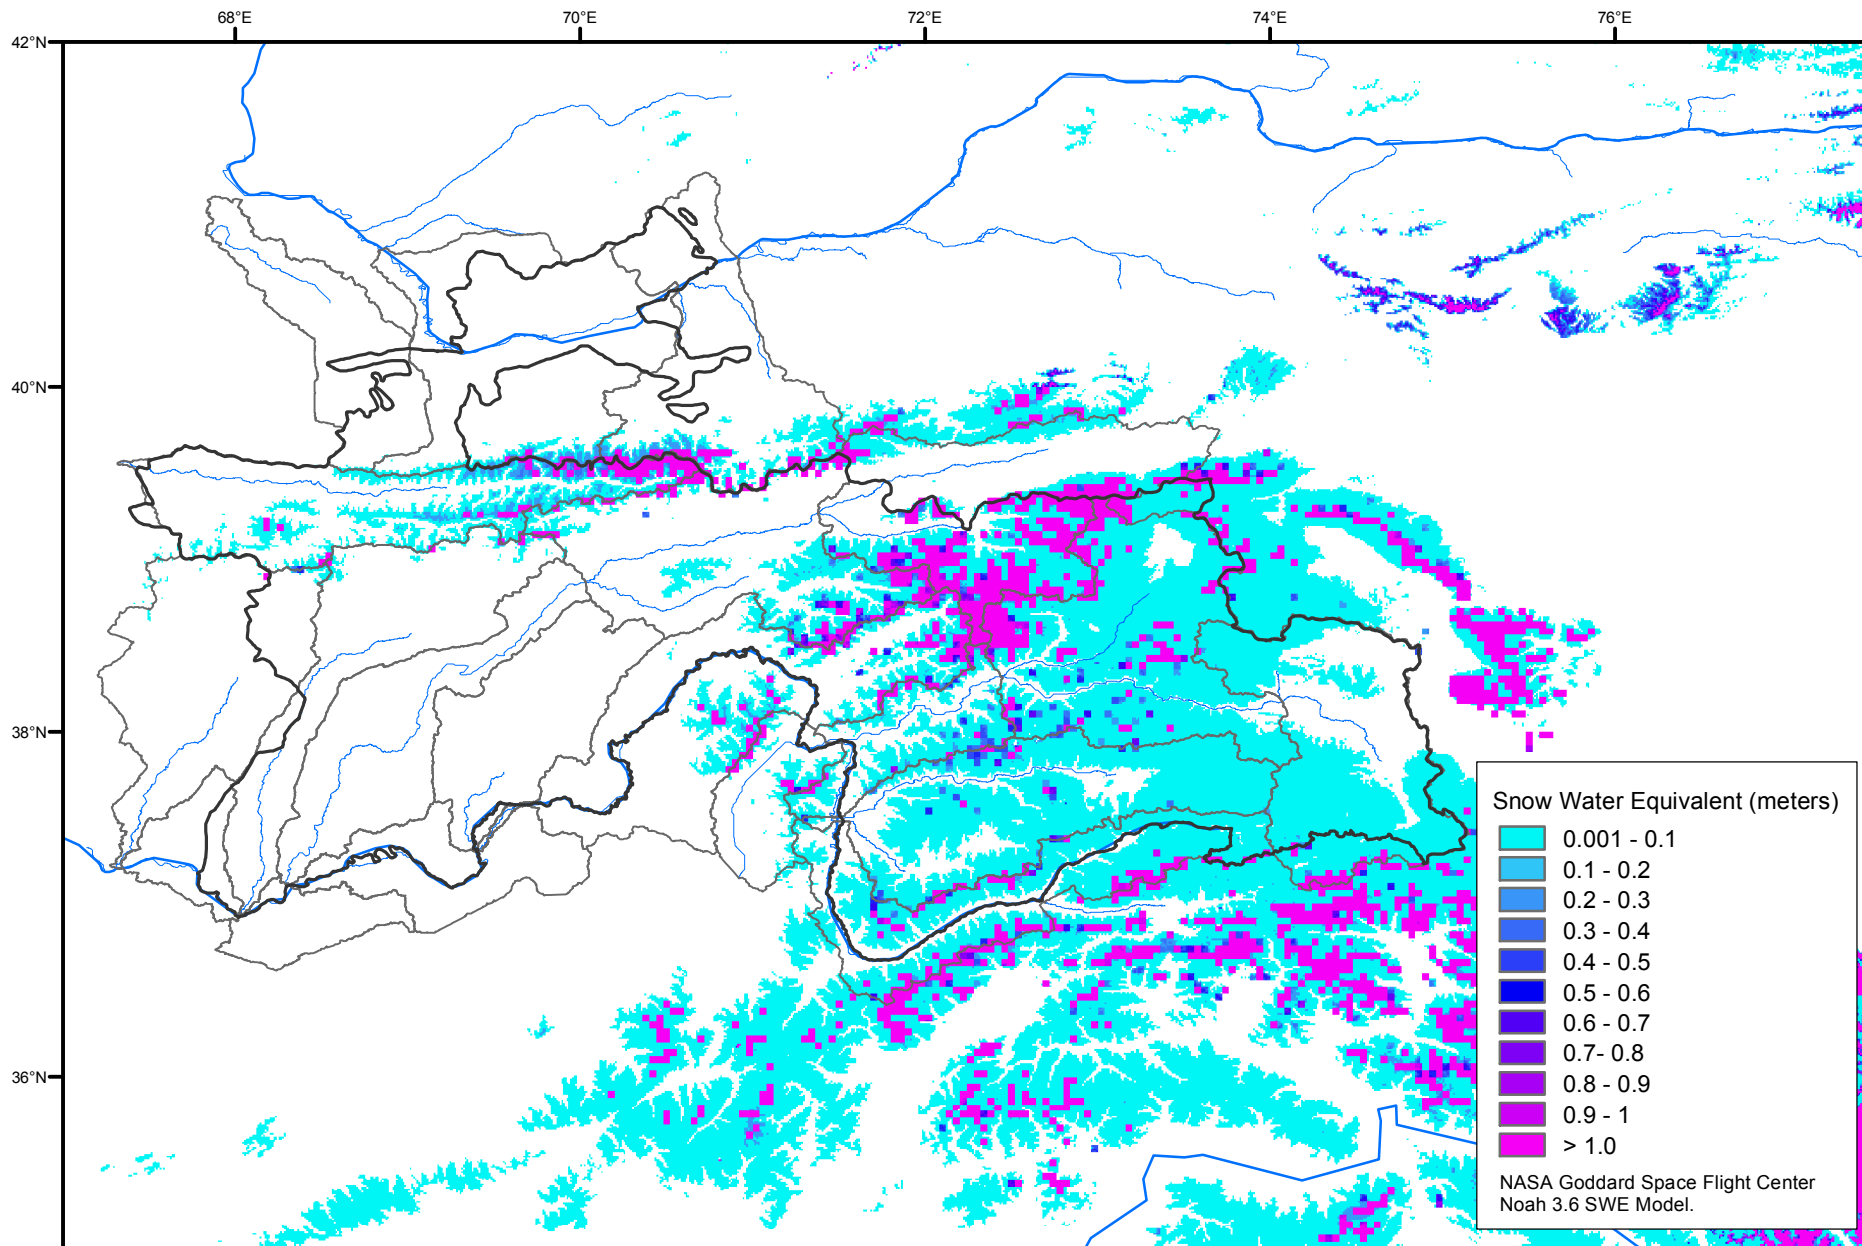 68°E
70°E
72°E
74°E
76°E
42°N
40°N
38°N
36°N
Snow Water Equivalent (meters)
0.001 - 0.1
0.1 - 0.2
0.2 - 0.3
0.3 - 0.4
0.4 - 0.5
0.5 - 0.6
0.6 - 0.7
0.7- 0.8
0.8 - 0.9
0.9 - 1
> 1.0
NASA Goddard Space Flight Center
Noah 3.6 SWE Model.